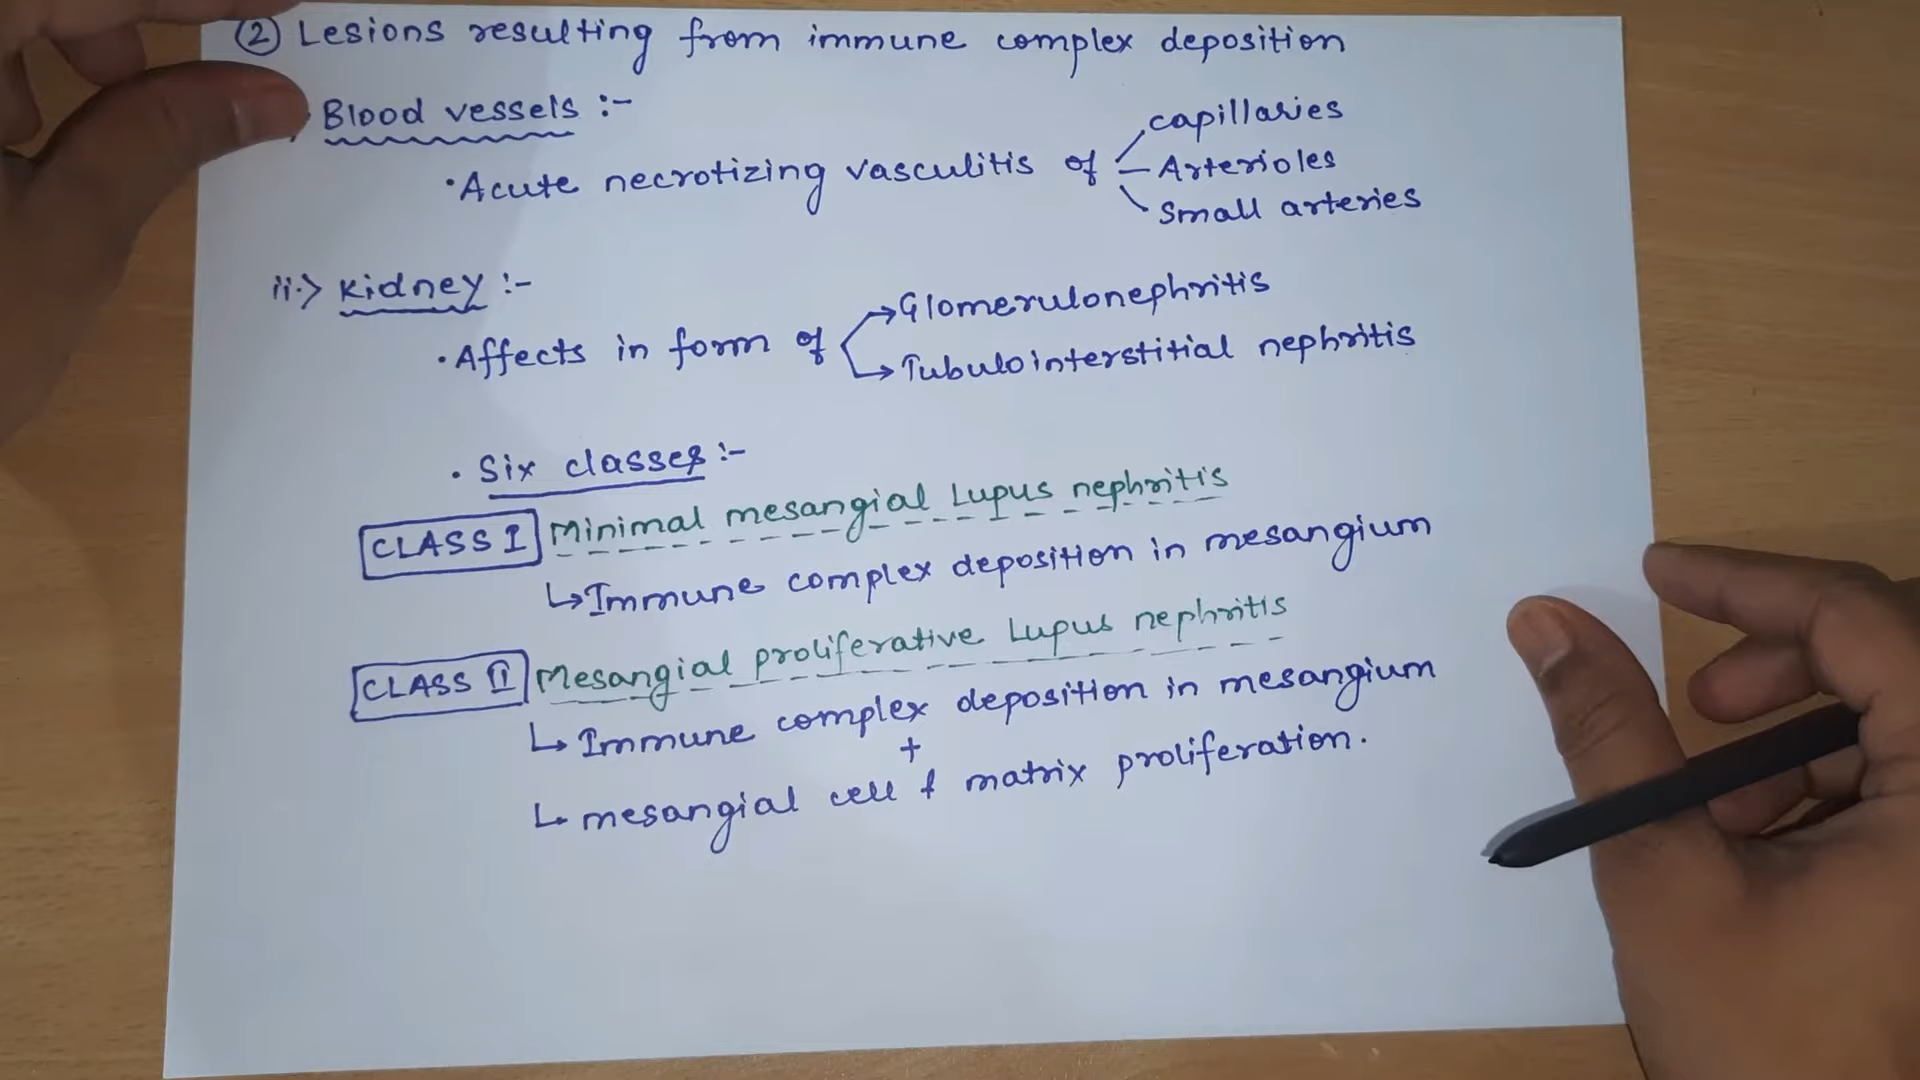 ② Lesions resulting from immune complex deposition
Blood vessels :-
• Acute necrotizing vasculitis of
capillaries
Arterioles
Small arteries
ii.> Kidney :-
• Affects in form of
→ Glomerulonephritis
→ Tubulointerstitial nephritis
• Six classes :-
CLASS I Minimal mesangial Lupus nephritis
↳ Immune complex deposition in mesangium
CLASS II Mesangial proliferative Lupus nephritis
↳ Immune complex deposition in mesangium
+
↳ mesangial cell & matrix proliferation.